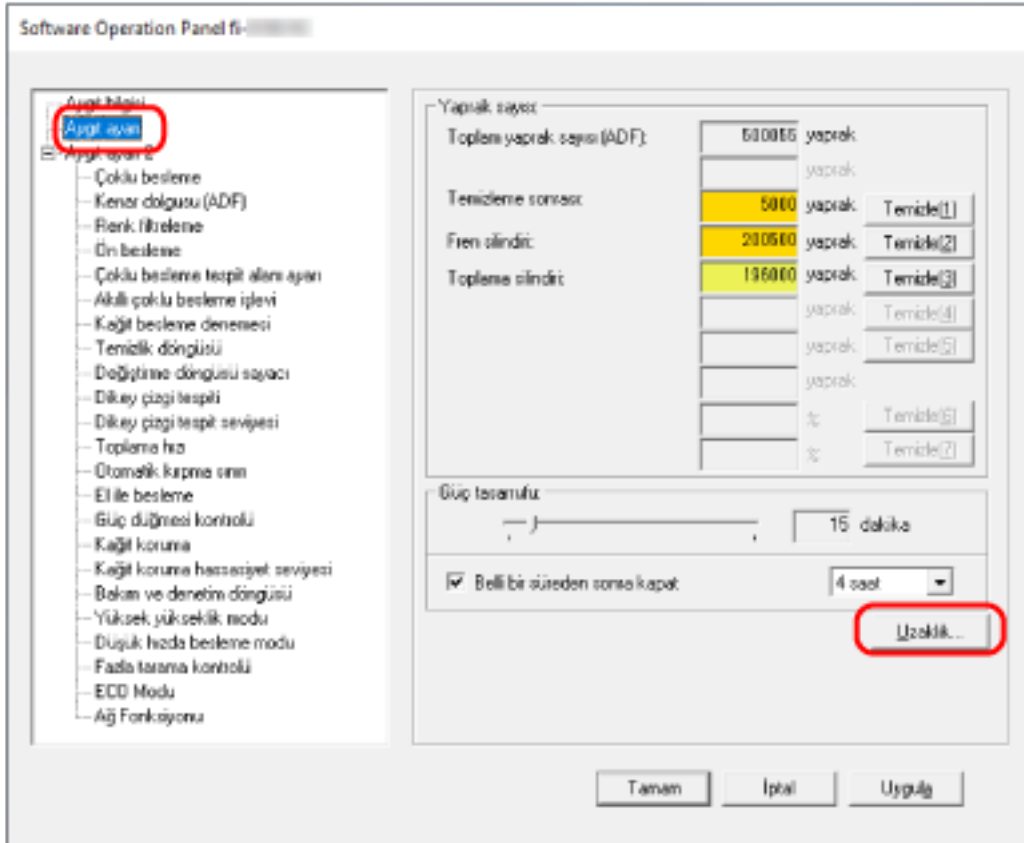 Software Operation Panel fi-
Aygıt bilgisi
Aygıt ayarı
Aygıt ayarı 2
Çoklu besleme
Kenar dolgusu (ADF)
Renk filtreleme
Ön besleme
Çoklu besleme tespit alanı ayarı
Akıllı çoklu besleme işlevi
Kağıt besleme denemesi
Temizlik döngüsü
Değiştirme döngüsü sayacı
Dikey çizgi tespiti
Dikey çizgi tespit seviyesi
Toplama hızı
Otomatik kırpma sınırı
El ile besleme
Güç düğmesi kontrolü
Kağıt koruma
Kağıt koruma hassasiyet seviyesi
Bakım ve denetim döngüsü
Yüksek yükseklik modu
Düşük hızda besleme modu
Fazla tarama kontrolü
ECO Modu
Ağ Fonksiyonu
Yaprak sayısı:
Toplam yaprak sayısı (ADF): 500055 yaprak
yaprak
Temizleme sonrası: 5000 yaprak Temizle(1)
Fren silindiri: 200500 yaprak Temizle(2)
Toplama silindiri: 196000 yaprak Temizle(3)
yaprak Temizle(4)
yaprak Temizle(5)
yaprak
% Temizle(6)
% Temizle(7)
Güç tasarrufu:
15 dakika
Belli bir süreden sonra kapat 4 saat
Uzaklık...
Tamam İptal Uygula